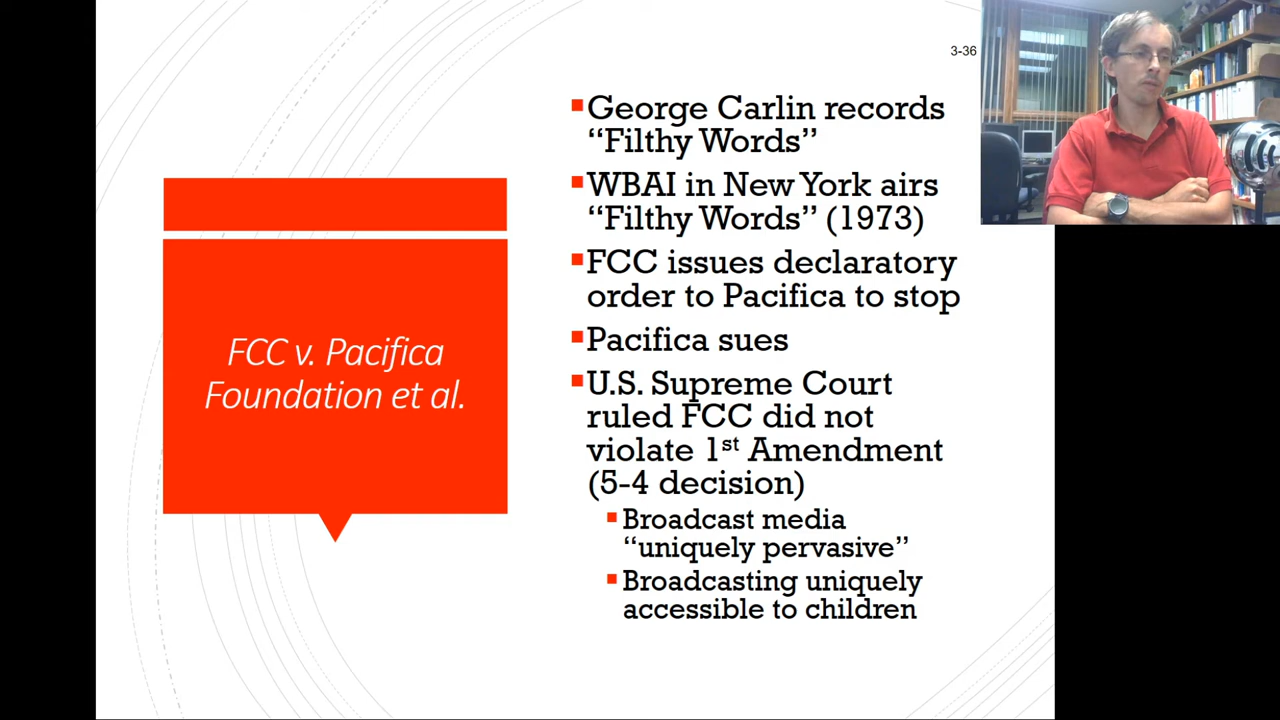 3-36
FCC v. Pacifica
Foundation et al.
George Carlin records
“Filthy Words”
WBAI in New York airs
“Filthy Words” (1973)
FCC issues declaratory
order to Pacifica to stop
Pacifica sues
U.S. Supreme Court
ruled FCC did not
violate 1st Amendment
(5-4 decision)
Broadcast media
“uniquely pervasive”
Broadcasting uniquely
accessible to children